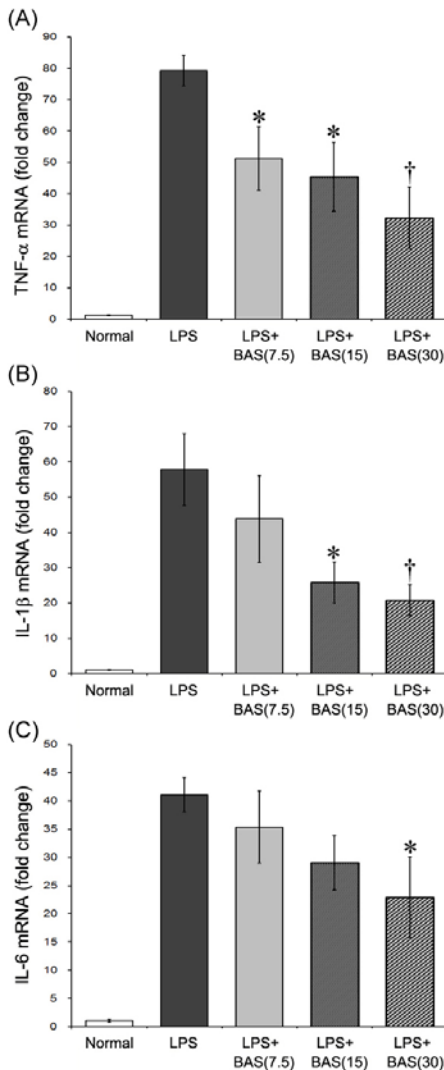 (A)
TNF-α mRNA (fold change)
90
80
70
60
50
40
30
20
10
0
* * †
Normal LPS LPS+ LPS+ LPS+
BAS(7.5) BAS(15) BAS(30)
(B)
IL-1β mRNA (fold change)
80
70
60
50
40
30
20
10
0
* †
Normal LPS LPS+ LPS+ LPS+
BAS(7.5) BAS(15) BAS(30)
(C)
IL-6 mRNA (fold change)
50
45
40
35
30
25
20
15
10
5
0
*
Normal LPS LPS+ LPS+ LPS+
BAS(7.5) BAS(15) BAS(30)